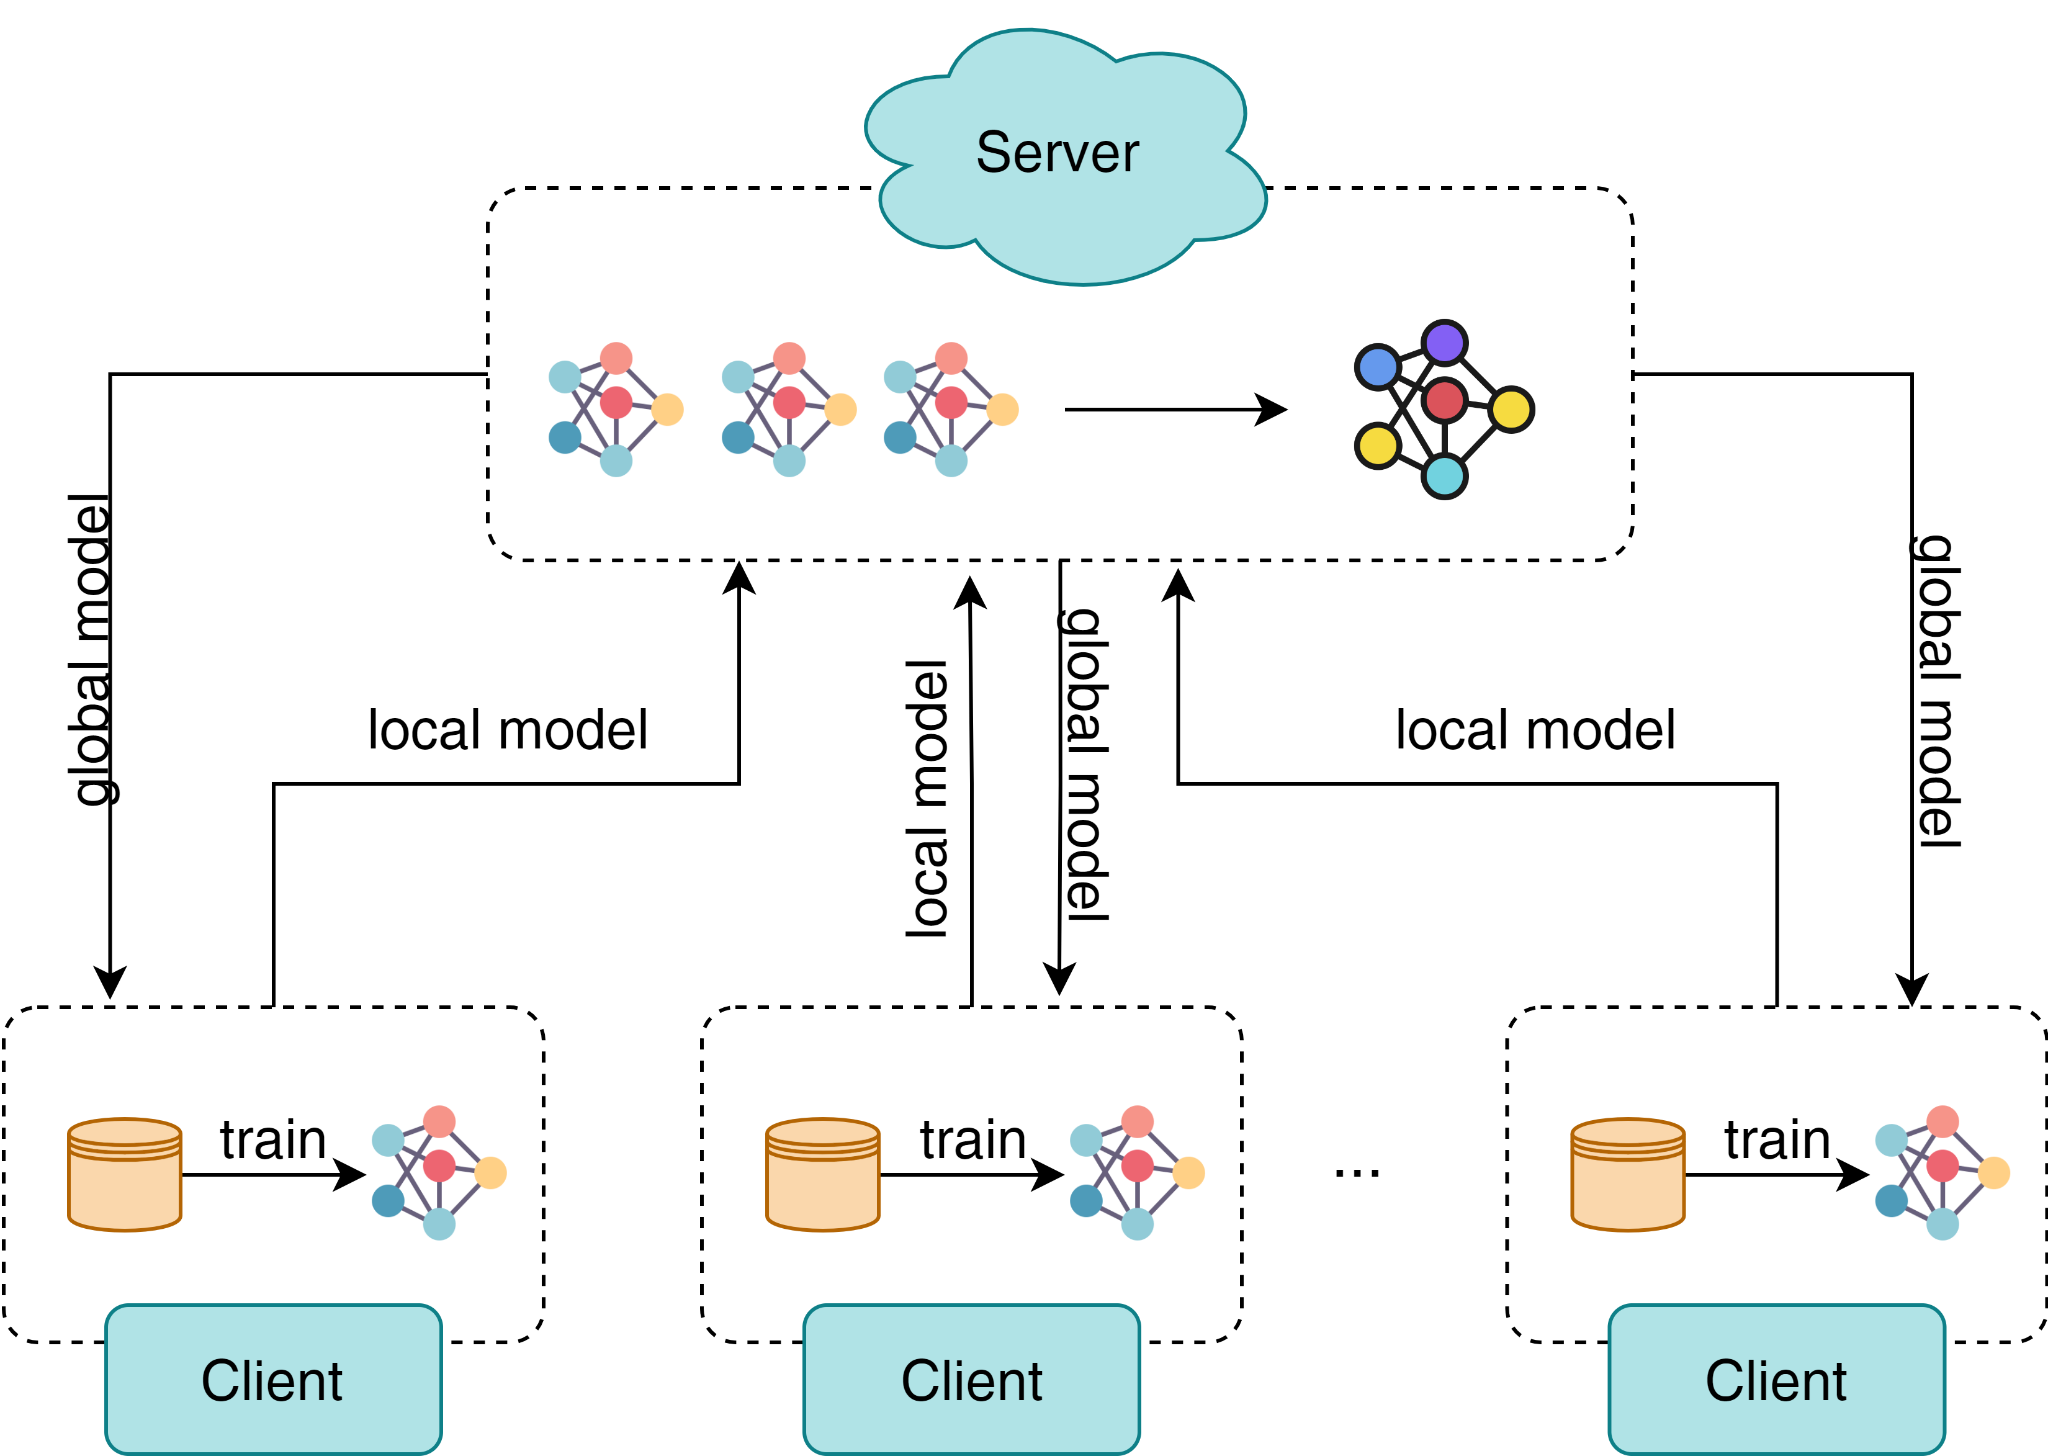 Server
global model
local model
local model
global model
local model
global model
train
train
...
train
Client
Client
Client